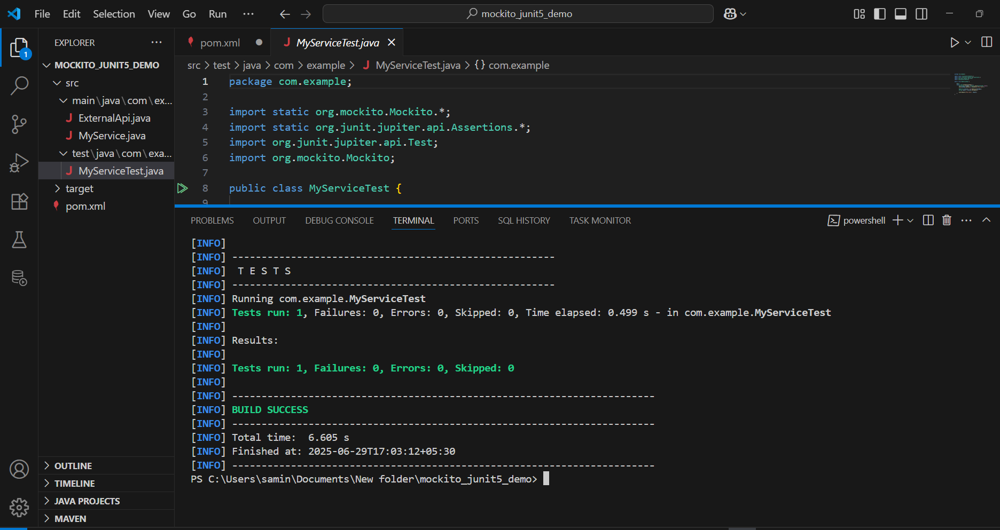 File Edit Selection View Go Run ···
mockito_junit5_demo
EXPLORER ···
1
MOCKITO_JUNIT5_DEMO
src
main\java\com\ex...
J ExternalApi.java
J MyService.java
test\java\com\exa...
J MyServiceTest.java
target
pom.xml
OUTLINE
TIMELINE
JAVA PROJECTS
MAVEN
pom.xml
J MyServiceTest.java
src > test > java > com > example > J MyServiceTest.java > {} com.example
1 package com.example;
2
3 import static org.mockito.Mockito.*;
4 import static org.junit.jupiter.api.Assertions.*;
5 import org.junit.jupiter.api.Test;
6 import org.mockito.Mockito;
7
8 public class MyServiceTest {
9
PROBLEMS OUTPUT DEBUG CONSOLE TERMINAL PORTS SQL HISTORY TASK MONITOR
powershell
[INFO]
[INFO] -------------------------------------------------------
[INFO]  T E S T S
[INFO] -------------------------------------------------------
[INFO] Running com.example.MyServiceTest
[INFO] Tests run: 1, Failures: 0, Errors: 0, Skipped: 0, Time elapsed: 0.499 s - in com.example.MyServiceTest
[INFO]
[INFO] Results:
[INFO]
[INFO] Tests run: 1, Failures: 0, Errors: 0, Skipped: 0
[INFO]
[INFO] ------------------------------------------------------------------------
[INFO] BUILD SUCCESS
[INFO] ------------------------------------------------------------------------
[INFO] Total time:  6.605 s
[INFO] Finished at: 2025-06-29T17:03:12+05:30
[INFO] ------------------------------------------------------------------------
PS C:\Users\samin\Documents\New folder\mockito_junit5_demo>